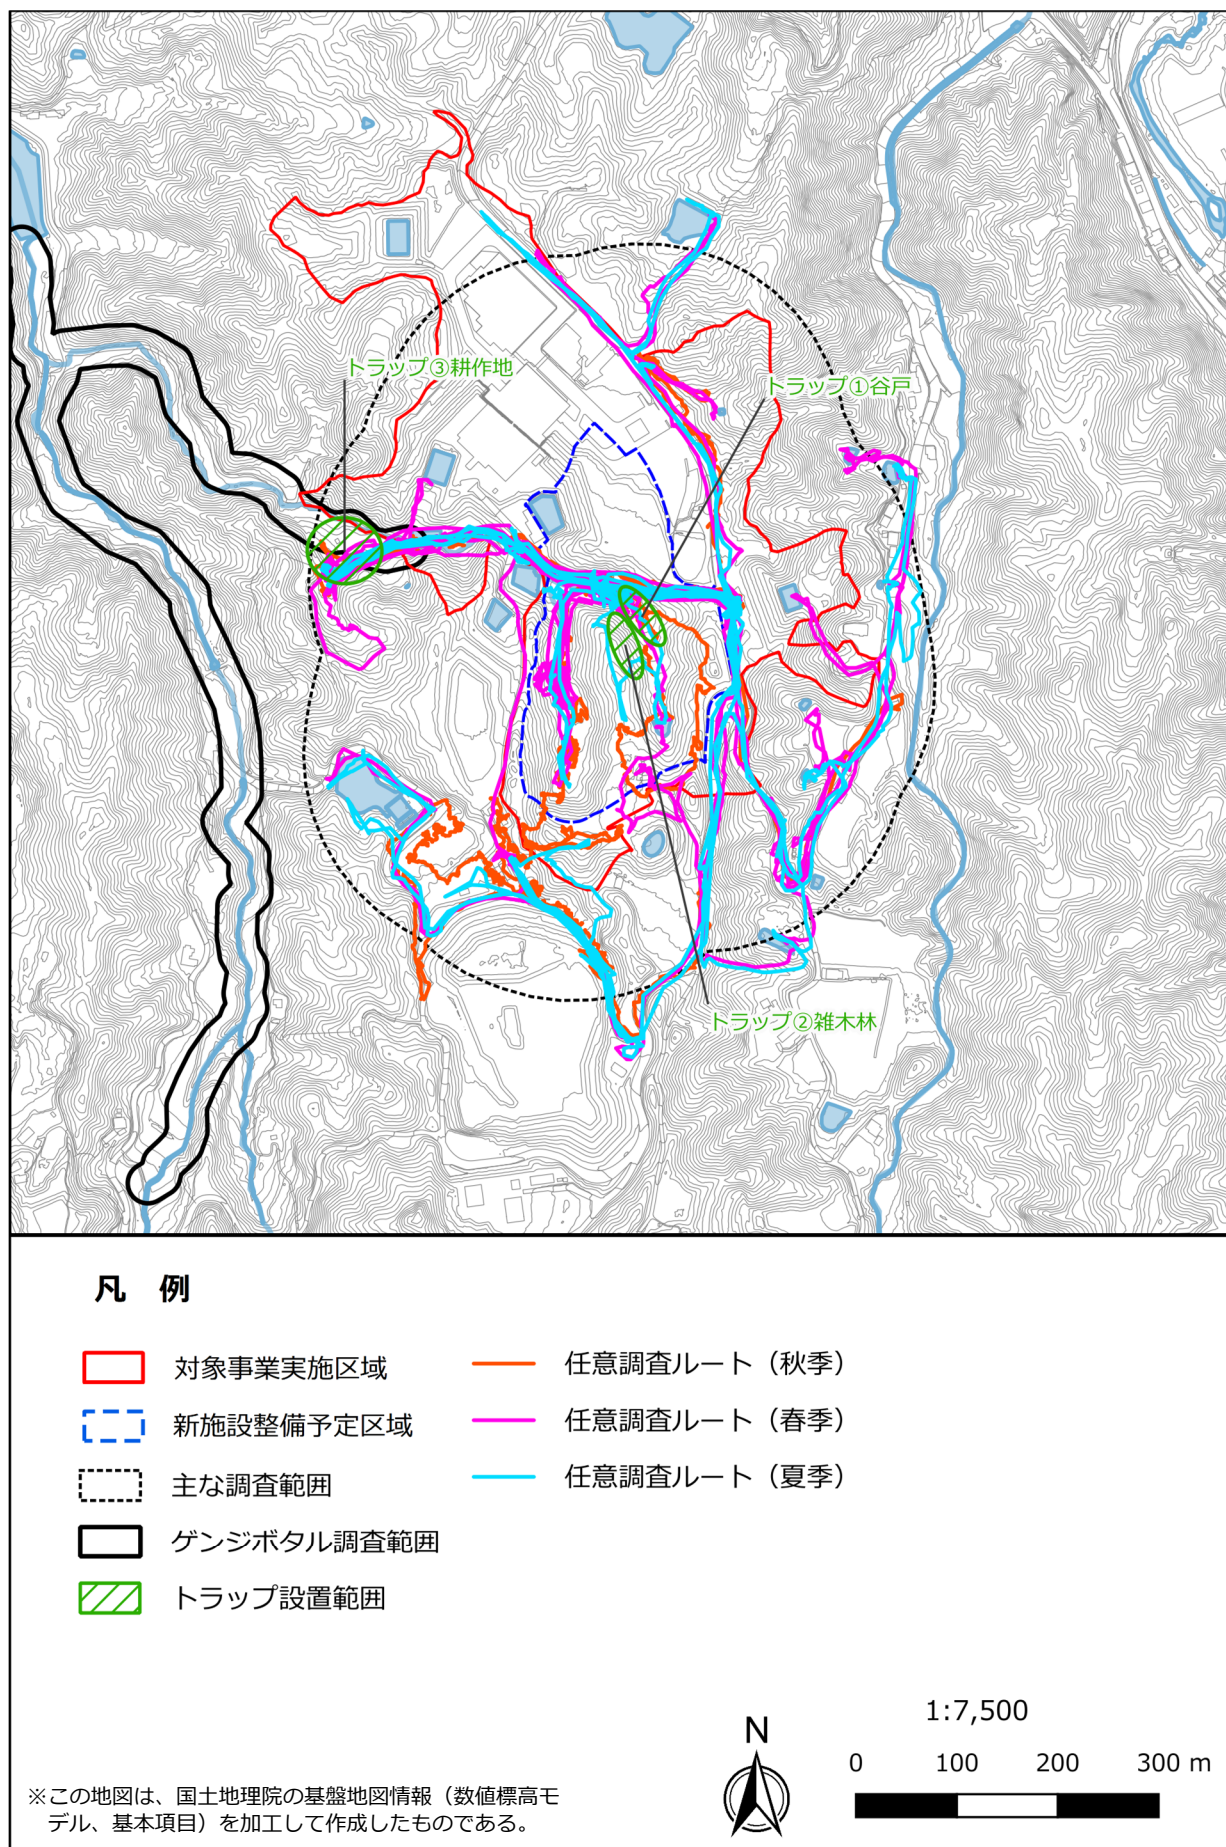 トラップ③耕作地
トラップ①谷戸
トラップ②雑木林
凡 例
対象事業実施区域
新施設整備予定区域
主な調査範囲
ゲンジボタル調査範囲
トラップ設置範囲
任意調査ルート（秋季）
任意調査ルート（春季）
任意調査ルート（夏季）
N
1:7,500
0 100 200 300 m
※この地図は、国土地理院の基盤地図情報（数値標高モ
デル、基本項目）を加工して作成したものである。